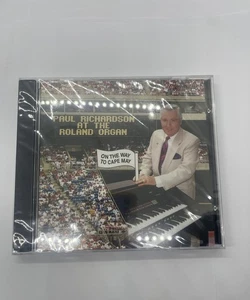 PAUL RICHARDSON
AT THE
ROLAND ORGAN
ON THE WAY
TO CAPE MAY